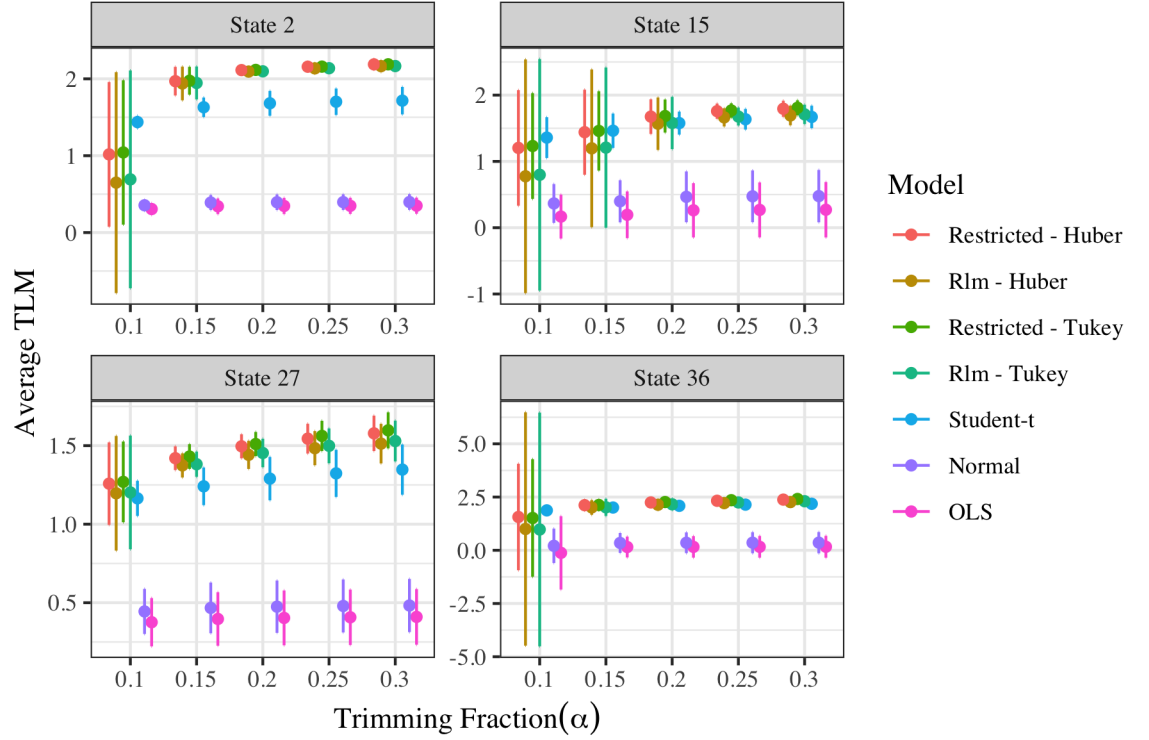 State 2
State 15
2
1
0
2
1
0
-1
0.1 0.15 0.2 0.25 0.3
0.1 0.15 0.2 0.25 0.3
State 27
State 36
1.5
1.0
0.5
5.0
2.5
0.0
-2.5
-5.0
0.1 0.15 0.2 0.25 0.3
0.1 0.15 0.2 0.25 0.3
Average TLM
Trimming Fraction(α)
Model
Restricted - Huber
Rlm - Huber
Restricted - Tukey
Rlm - Tukey
Student-t
Normal
OLS